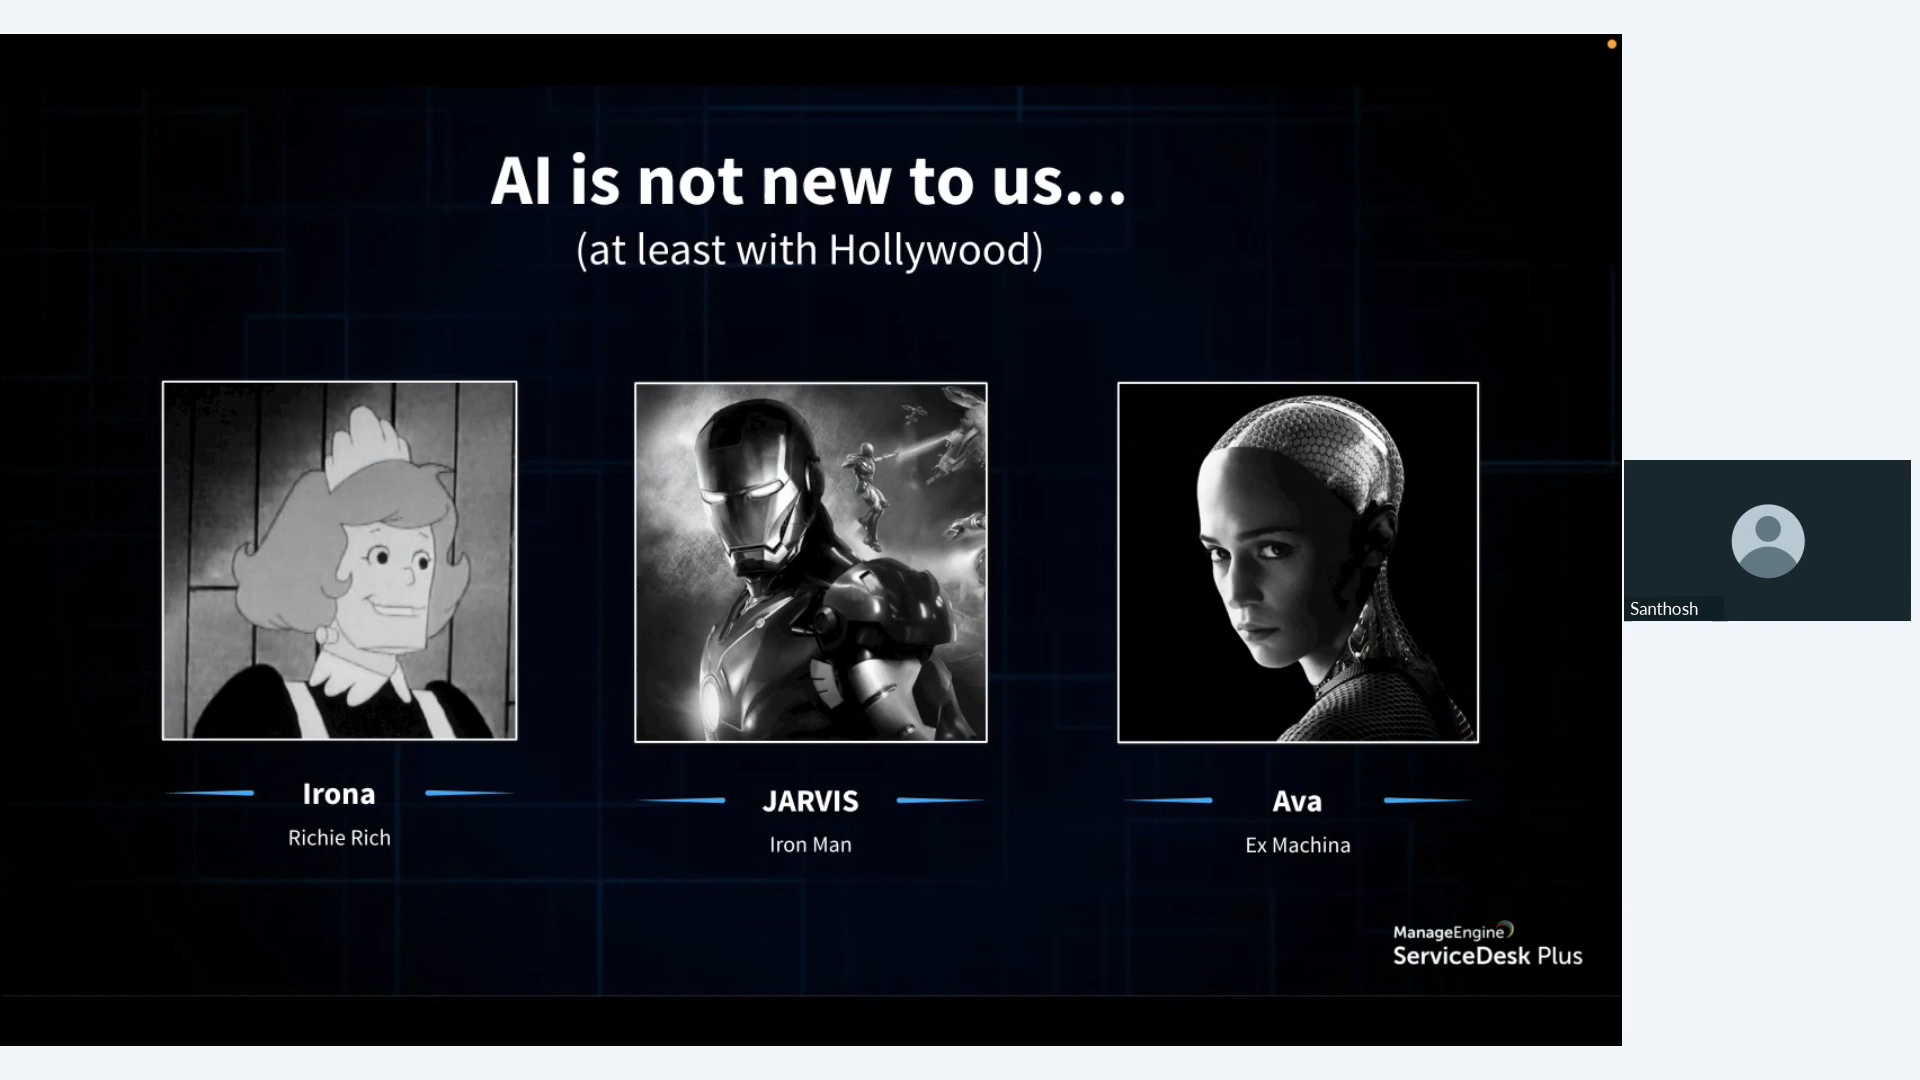 AI is not new to us...
(at least with Hollywood)
Irona
Richie Rich
JARVIS
Iron Man
Ava
Ex Machina
ManageEngine
ServiceDesk Plus
Santhosh